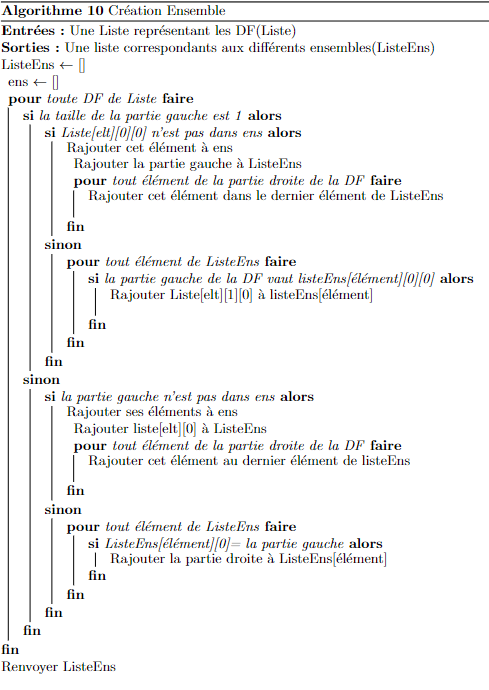 Algorithme 10 Création Ensemble
Entrées : Une Liste représentant les DF(Liste)
Sorties : Une liste correspondants aux différents ensembles(ListeEns)
ListeEns ← []
ens ← []
pour toute DF de Liste faire
si la taille de la partie gauche est 1 alors
si Liste[elt][0][0] n'est pas dans ens alors
Rajouter cet élément à ens
Rajouter la partie gauche à ListeEns
pour tout élément de la partie droite de la DF faire
Rajouter cet élément dans le dernier élément de ListeEns
fin
sinon
pour tout élément de ListeEns faire
si la partie gauche de la DF vaut listeEns[élément][0][0] alors
Rajouter Liste[elt][1][0] à listeEns[élément]
fin
fin
fin
sinon
si la partie gauche n'est pas dans ens alors
Rajouter ses éléments à ens
Rajouter liste[elt][0] à ListeEns
pour tout élément de la partie droite de la DF faire
Rajouter cet élément au dernier élément de listeEns
fin
sinon
pour tout élément de ListeEns faire
si ListeEns[élément][0]= la partie gauche alors
Rajouter la partie droite à ListeEns[élément]
fin
fin
fin
fin
fin
Renvoyer ListeEns